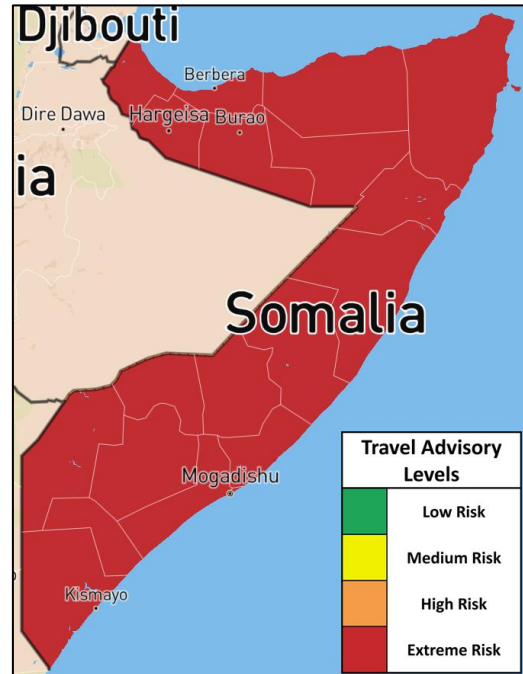 Djibouti
Berbera
Dire Dawa
Hargeisa
Burao
ia
Somalia
Mogadishu
Kismayo
Travel Advisory
Levels
Low Risk
Medium Risk
High Risk
Extreme Risk